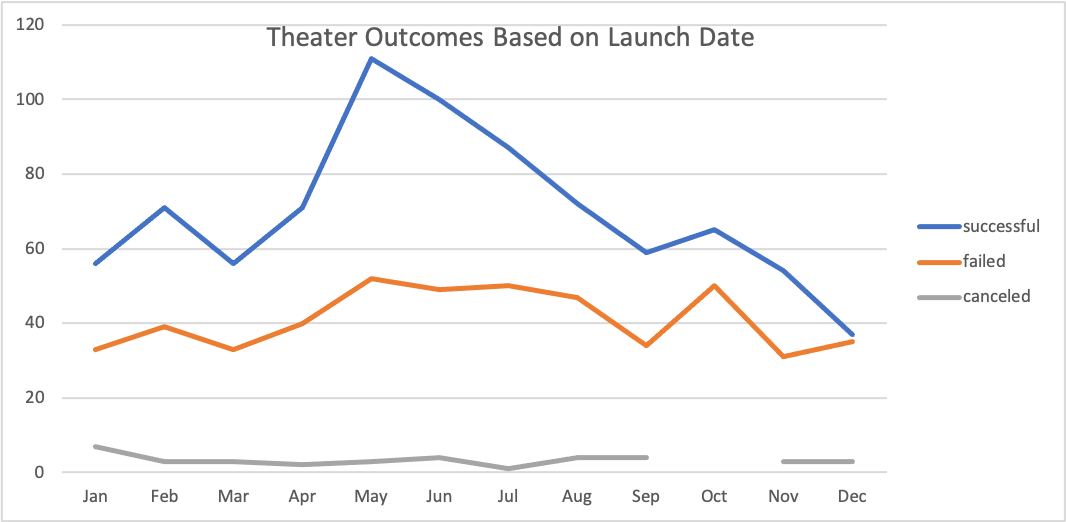 Theater Outcomes Based on Launch Date
120
100
80
60
40
20
0
Jan Feb Mar Apr May Jun Jul Aug Sep Oct Nov Dec
successful
failed
canceled